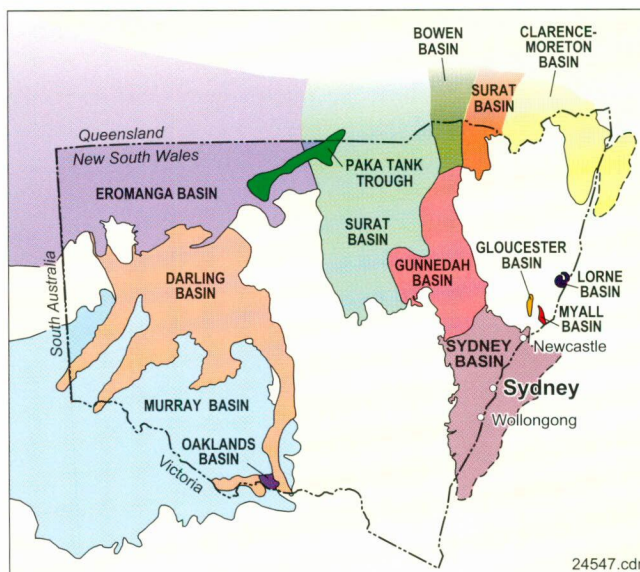 BOWEN
BASIN
CLARENCE-
MORETON
BASIN
SURAT
BASIN
Queensland
New South Wales
PAKA TANK
TROUGH
EROMANGA BASIN
SURAT
BASIN
South Australia
DARLING
BASIN
GUNNEDAH
BASIN
GLOUCESTER
BASIN
LORNE
BASIN
MYALL
BASIN
SYDNEY
BASIN
Newcastle
Sydney
Wollongong
MURRAY BASIN
OAKLANDS
BASIN
Victoria
24547.cdr